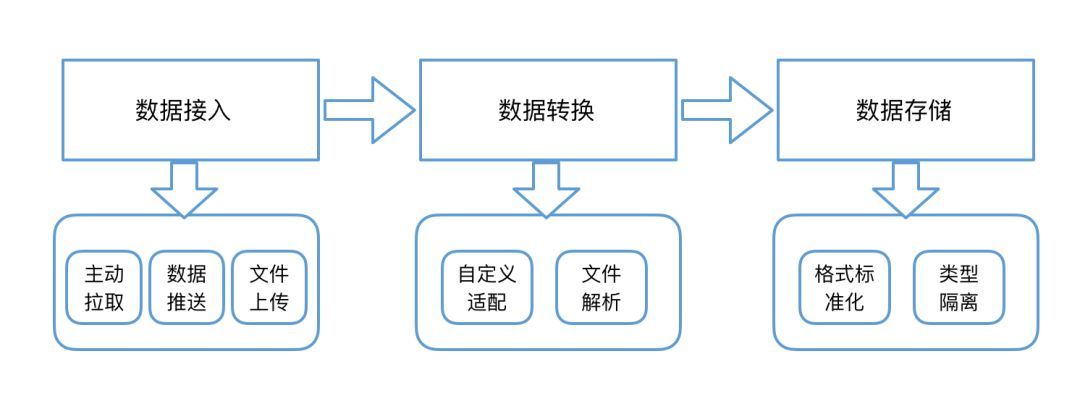 数据接入
数据转换
数据存储
主动
拉取
数据
推送
文件
上传
自定义
适配
文件
解析
格式标
准化
类型
隔离